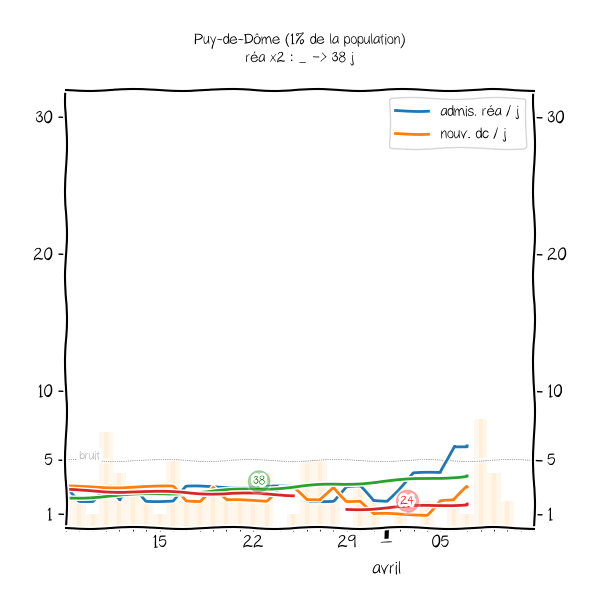 Puy-de-Dôme (1% de la population)
réa x2 : _ -> 38 j
admis. réa / j
nouv. dc / j
30
30
20
20
10
10
5
bruit
5
38
24
1
1
15
22
29
1
05
avril